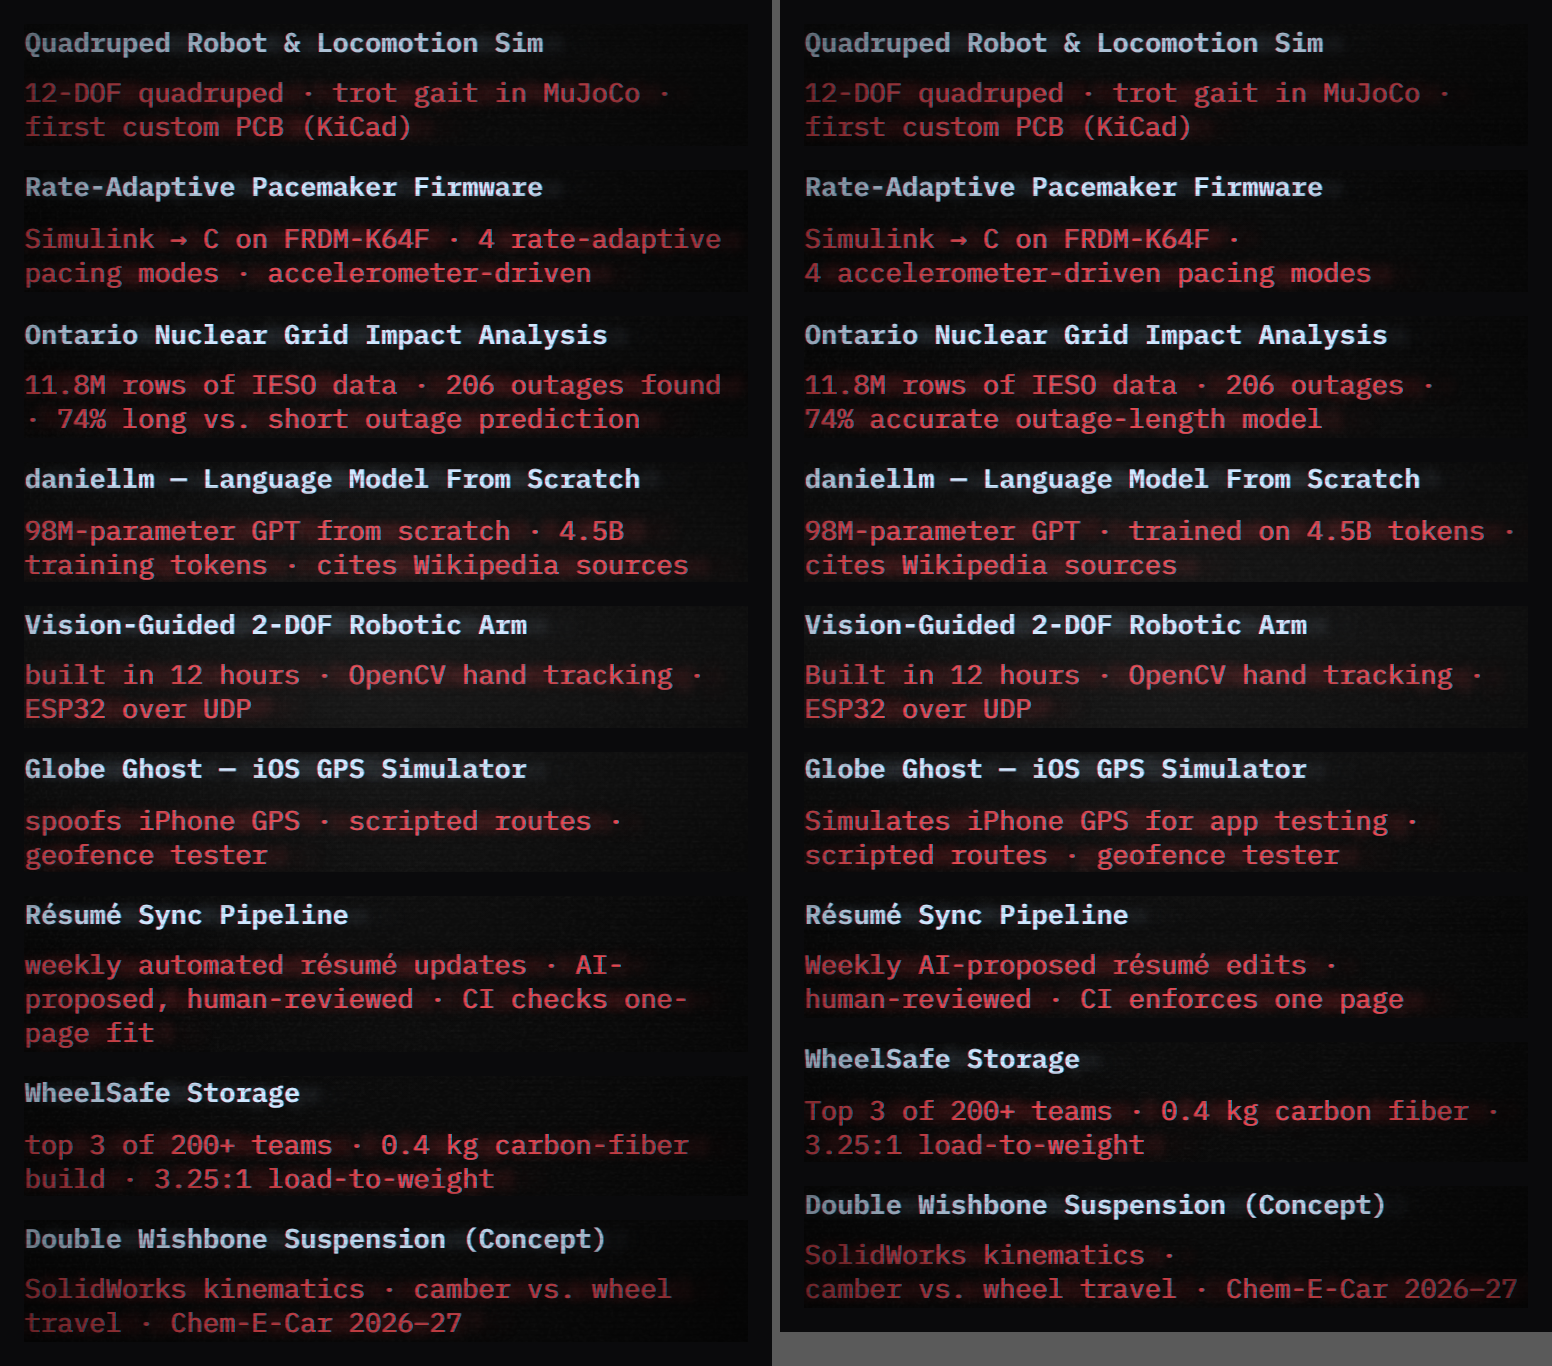 Quadruped Robot & Locomotion Sim
12-DOF quadruped · trot gait in MuJoCo ·
first custom PCB (KiCad)
Rate-Adaptive Pacemaker Firmware
Simulink → C on FRDM-K64F · 4 rate-adaptive
pacing modes · accelerometer-driven
Ontario Nuclear Grid Impact Analysis
11.8M rows of IESO data · 206 outages found
· 74% long vs. short outage prediction
daniellm — Language Model From Scratch
98M-parameter GPT from scratch · 4.5B
training tokens · cites Wikipedia sources
Vision-Guided 2-DOF Robotic Arm
built in 12 hours · OpenCV hand tracking ·
ESP32 over UDP
Globe Ghost — iOS GPS Simulator
spoofs iPhone GPS · scripted routes ·
geofence tester
Résumé Sync Pipeline
weekly automated résumé updates · AI-
proposed, human-reviewed · CI checks one-
page fit
WheelSafe Storage
top 3 of 200+ teams · 0.4 kg carbon-fiber
build · 3.25:1 load-to-weight
Double Wishbone Suspension (Concept)
SolidWorks kinematics · camber vs. wheel
travel · Chem-E-Car 2026–27
Quadruped Robot & Locomotion Sim
12-DOF quadruped · trot gait in MuJoCo ·
first custom PCB (KiCad)
Rate-Adaptive Pacemaker Firmware
Simulink → C on FRDM-K64F ·
4 accelerometer-driven pacing modes
Ontario Nuclear Grid Impact Analysis
11.8M rows of IESO data · 206 outages ·
74% accurate outage-length model
daniellm — Language Model From Scratch
98M-parameter GPT · trained on 4.5B tokens ·
cites Wikipedia sources
Vision-Guided 2-DOF Robotic Arm
Built in 12 hours · OpenCV hand tracking ·
ESP32 over UDP
Globe Ghost — iOS GPS Simulator
Simulates iPhone GPS for app testing ·
scripted routes · geofence tester
Résumé Sync Pipeline
Weekly AI-proposed résumé edits ·
human-reviewed · CI enforces one page
WheelSafe Storage
Top 3 of 200+ teams · 0.4 kg carbon fiber ·
3.25:1 load-to-weight
Double Wishbone Suspension (Concept)
SolidWorks kinematics ·
camber vs. wheel travel · Chem-E-Car 2026–27